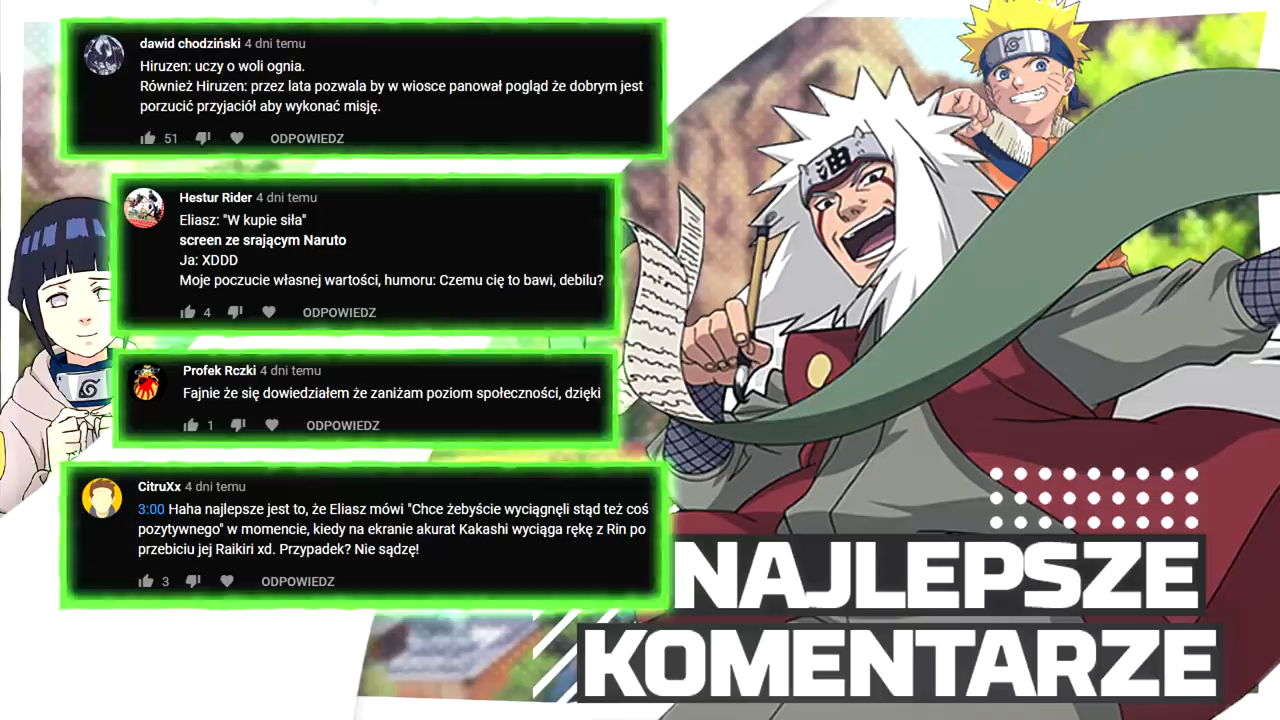 dawid chodziński 4 dni temu
Hiruzen: uczy o woli ognia.
Również Hiruzen: przez lata pozwala by w wiosce panował pogląd że dobrym jest
porzucić przyjaciół aby wykonać misję.
51 ODPOWIEDZ
Hestur Rider 4 dni temu
Eliasz: "W kupie siła"
screen ze srającym Naruto
Ja: XDDD
Moje poczucie własnej wartości, humoru: Czemu cię to bawi, debilu?
4 ODPOWIEDZ
Profek Rczki 4 dni temu
Fajnie że się dowiedziałem że zaniżam poziom społeczności, dzięki
1 ODPOWIEDZ
CitruXx 4 dni temu
3:00 Haha najlepsze jest to, że Eliasz mówi "Chce żebyście wyciągnęli stąd też coś
pozytywnego" w momencie, kiedy na ekranie akurat Kakashi wyciąga rękę z Rin po
przebiciu jej Raikiri xd. Przypadek? Nie sądzę!
3 ODPOWIEDZ
油
NAJLEPSZE
KOMENTARZE